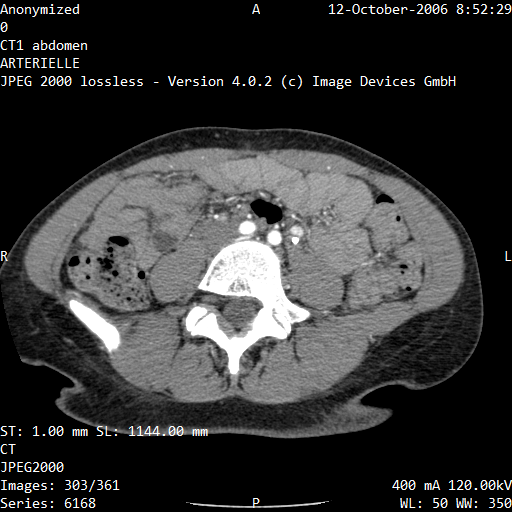 Anonymized A 12-October-2006 8:52:29
0
CT1 abdomen
ARTERIELLE
JPEG 2000 lossless - Version 4.0.2 (c) Image Devices GmbH
R L
ST: 1.00 mm SL: 1144.00 mm
CT
JPEG2000
Images: 303/361 400 mA 120.00kV
Series: 6168 P WL: 50 WW: 350